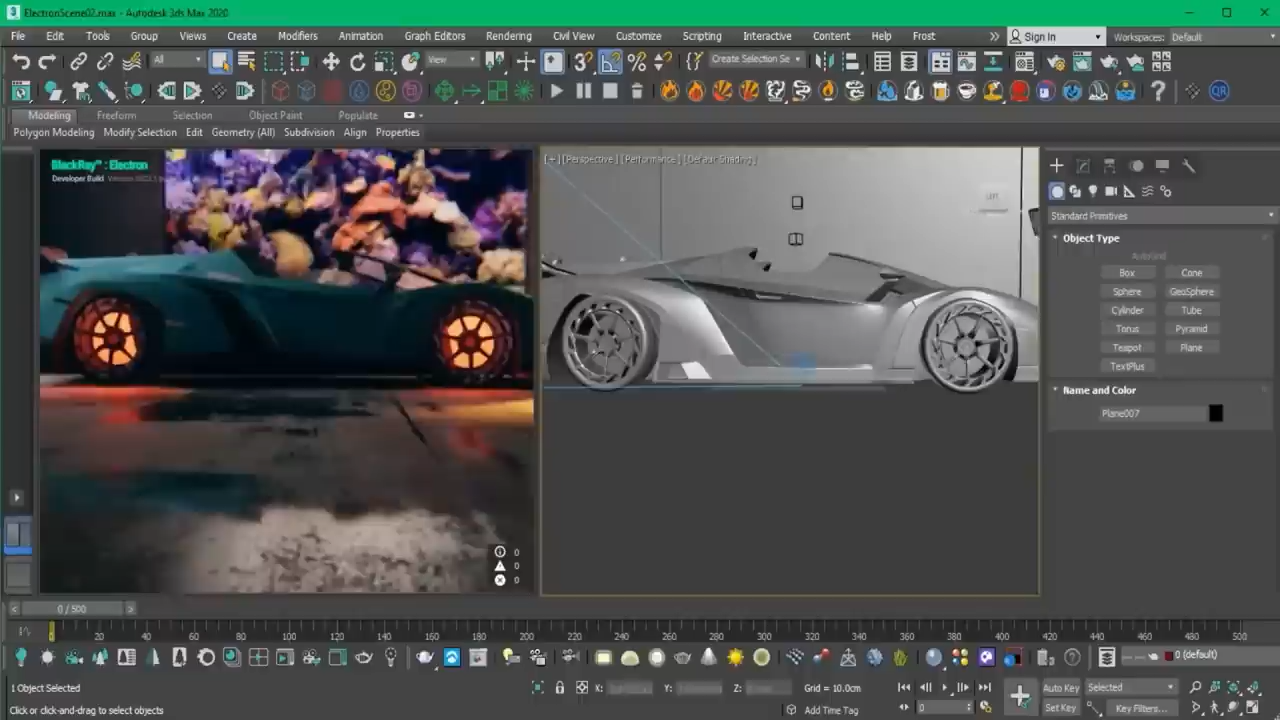 ElectronScene02.max - Autodesk 3ds Max 2020
File Edit Tools Group Views Create Modifiers Animation Graph Editors Rendering Civil View Customize Scripting Interactive Content Help Frost Sign In Workspaces: Default
All View Create Selection Se
Modeling Freeform Selection Object Paint Populate
Polygon Modeling Modify Selection Edit Geometry (All) Subdivision Align Properties
BlackRay™ : Electron
Developer Build
[+] [Perspective] [Performance] [Default Shading]
Standard Primitives
Object Type
AutoGrid
Box Cone
Sphere GeoSphere
Cylinder Tube
Torus Pyramid
Teapot Plane
TextPlus
Name and Color
Plane007
0
0
0
0 / 500
0 20 40 60 80 100 120 140 160 180 200 220 240 260 280 300 320 340 360 380 400 420 440 460 480 500
0 (default)
1 Object Selected
X: Y: Z: Grid = 10.0cm
Auto Key Selected
Click or click-and-drag to select objects
Add Time Tag
0
Set Key Key Filters...